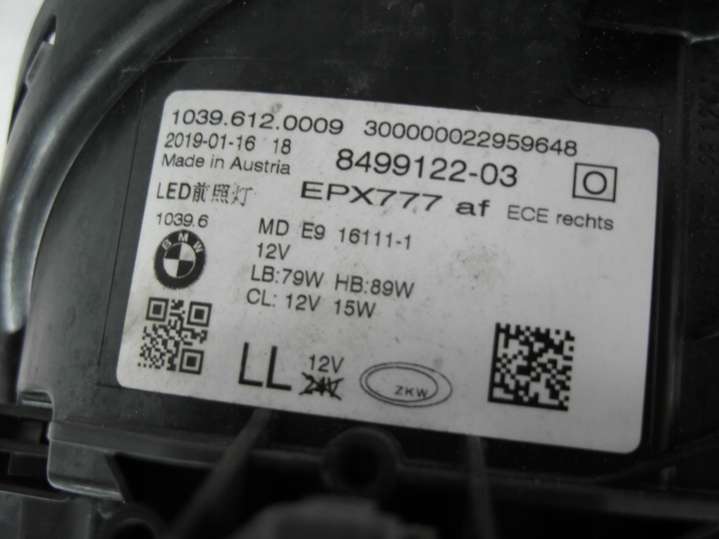 1039.612.0009 300000022959648
2019-01-16 18
Made in Austria
8499122-03
O
LED前照灯
EPX777 af ECE rechts
1039.6
MD E9 16111-1
12V
BMW
LB:79W HB:89W
CL: 12V 15W
LL
12V
24V
ZKW